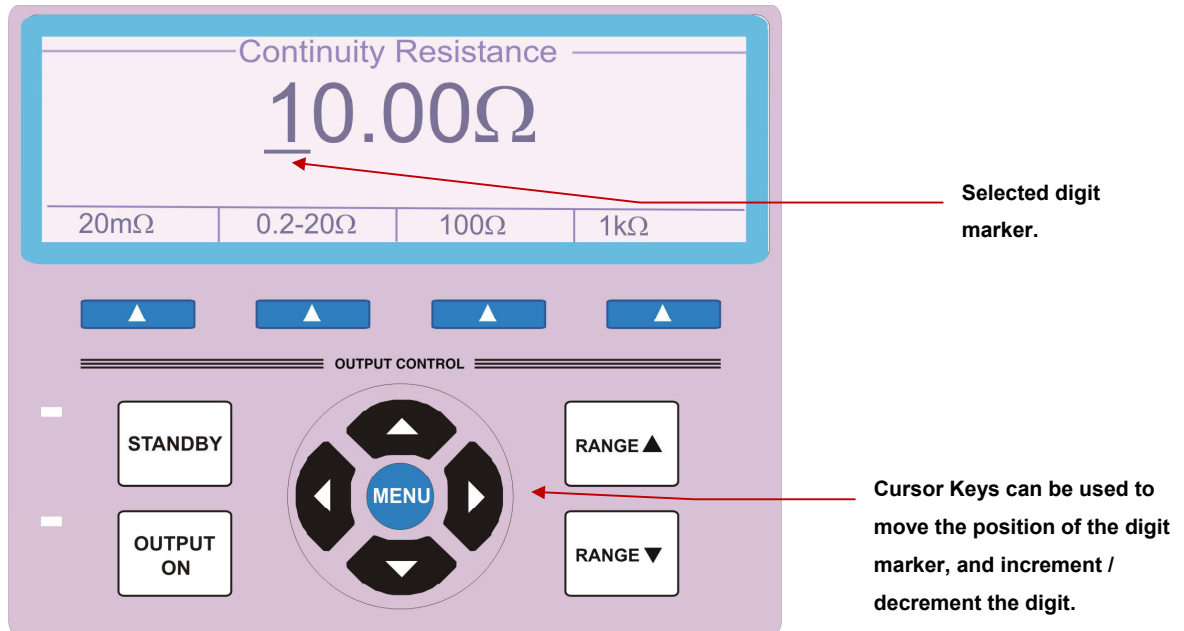 Continuity Resistance
10.00Ω
20mΩ 0.2-20Ω 100Ω 1kΩ
Selected digit
marker.
OUTPUT CONTROL
STANDBY
RANGE ▲
MENU
OUTPUT
ON
RANGE ▼
Cursor Keys can be used to
move the position of the digit
marker, and increment /
decrement the digit.